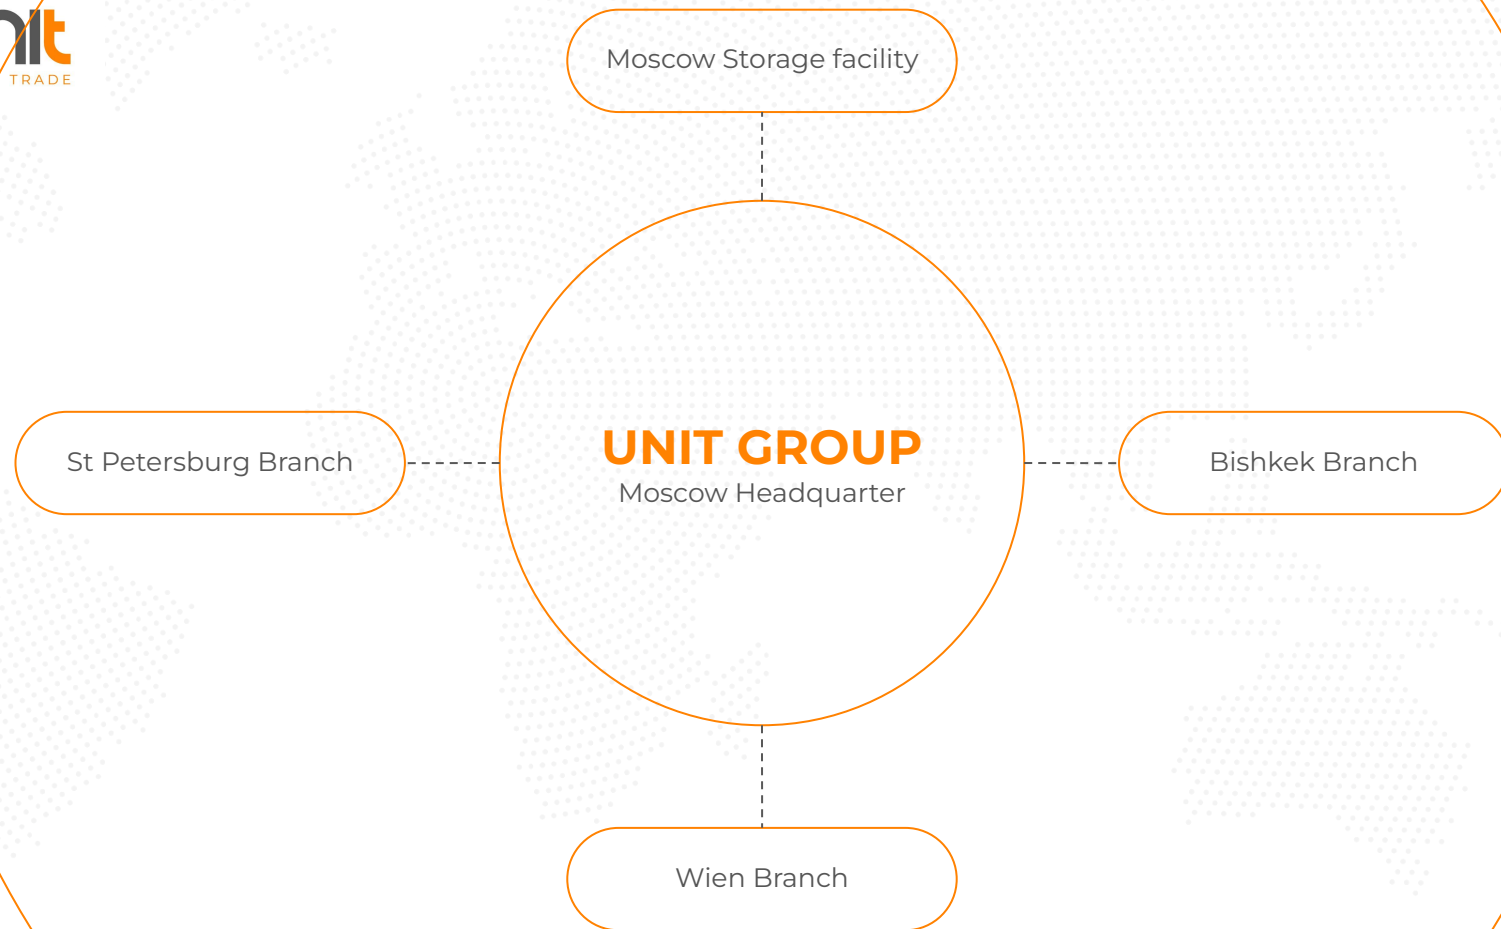 TRADE
Moscow Storage facility
St Petersburg Branch
UNIT GROUP
Moscow Headquarter
Bishkek Branch
Wien Branch